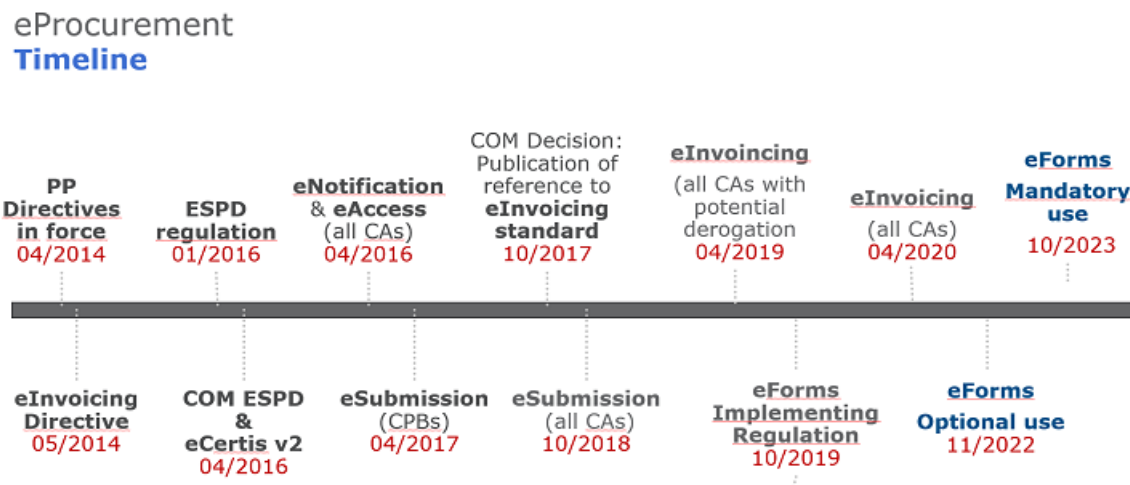 eProcurement
Timeline
PP
Directives
in force
04/2014
ESPD
regulation
01/2016
eNotification
& eAccess
(all CAs)
04/2016
COM Decision:
Publication of
reference to
eInvoicing
standard
10/2017
eInvoincing
(all CAs with
potential
derogation
04/2019
eInvoicing
(all CAs)
04/2020
eForms
Mandatory
use
10/2023
eInvoicing
Directive
05/2014
COM ESPD
&
eCertis v2
04/2016
eSubmission
(CPBs)
04/2017
eSubmission
(all CAs)
10/2018
eForms
Implementing
Regulation
10/2019
eForms
Optional use
11/2022